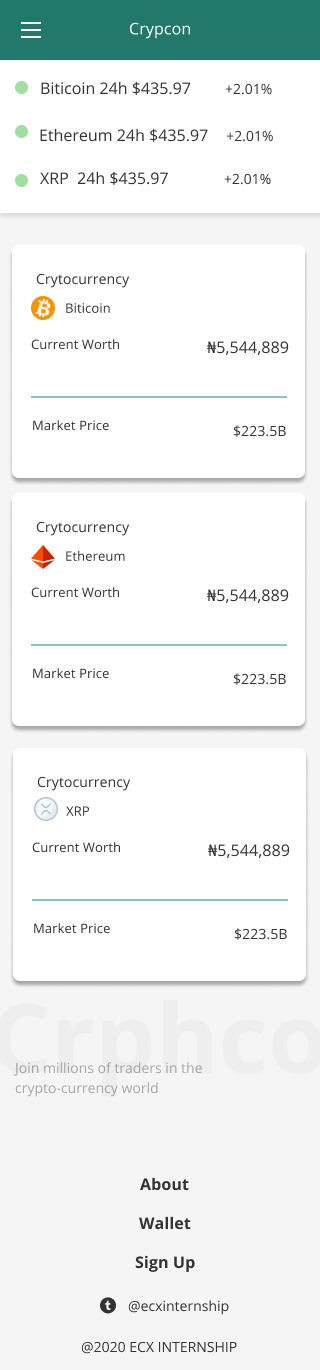 Crypcon
Biticoin 24h $435.97 +2.01%
Ethereum 24h $435.97 +2.01%
XRP 24h $435.97 +2.01%
Crytocurrency
Biticoin
Current Worth ₦5,544,889
Market Price $223.5B
Crytocurrency
Ethereum
Current Worth ₦5,544,889
Market Price $223.5B
Crytocurrency
XRP
Current Worth ₦5,544,889
Market Price $223.5B
Crphco
Join millions of traders in the
crypto-currency world
About
Wallet
Sign Up
@ecxinternship
@2020 ECX INTERNSHIP